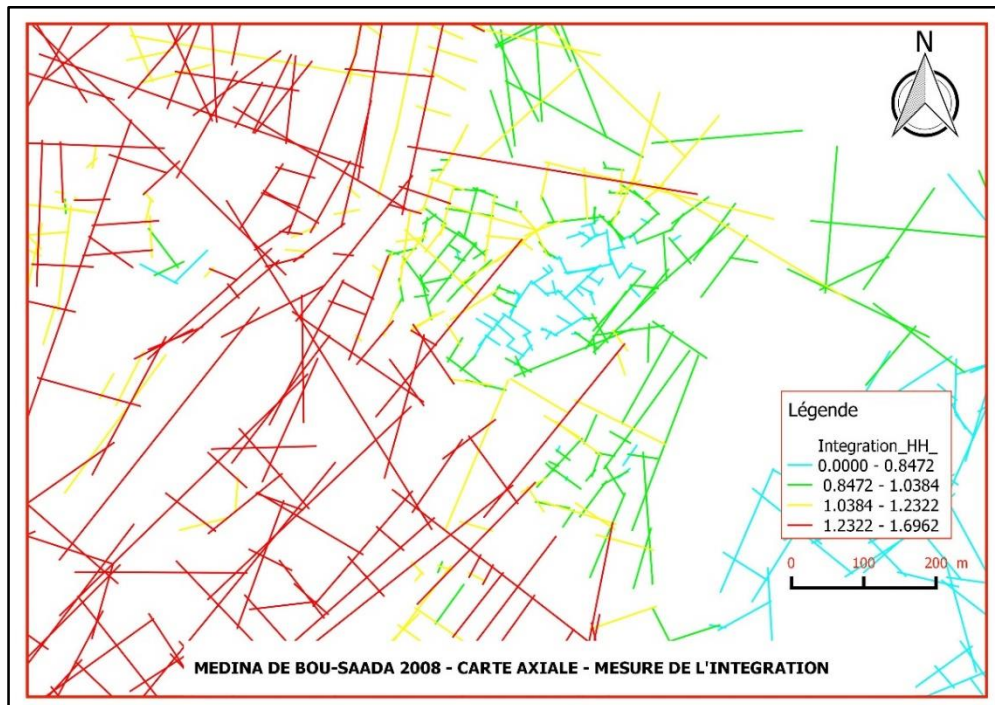 N
Légende
Integration_HH_
0.0000 - 0.8472
0.8472 - 1.0384
1.0384 - 1.2322
1.2322 - 1.6962
0 100 200 m
MEDINA DE BOU-SAADA 2008 - CARTE AXIALE - MESURE DE L'INTEGRATION